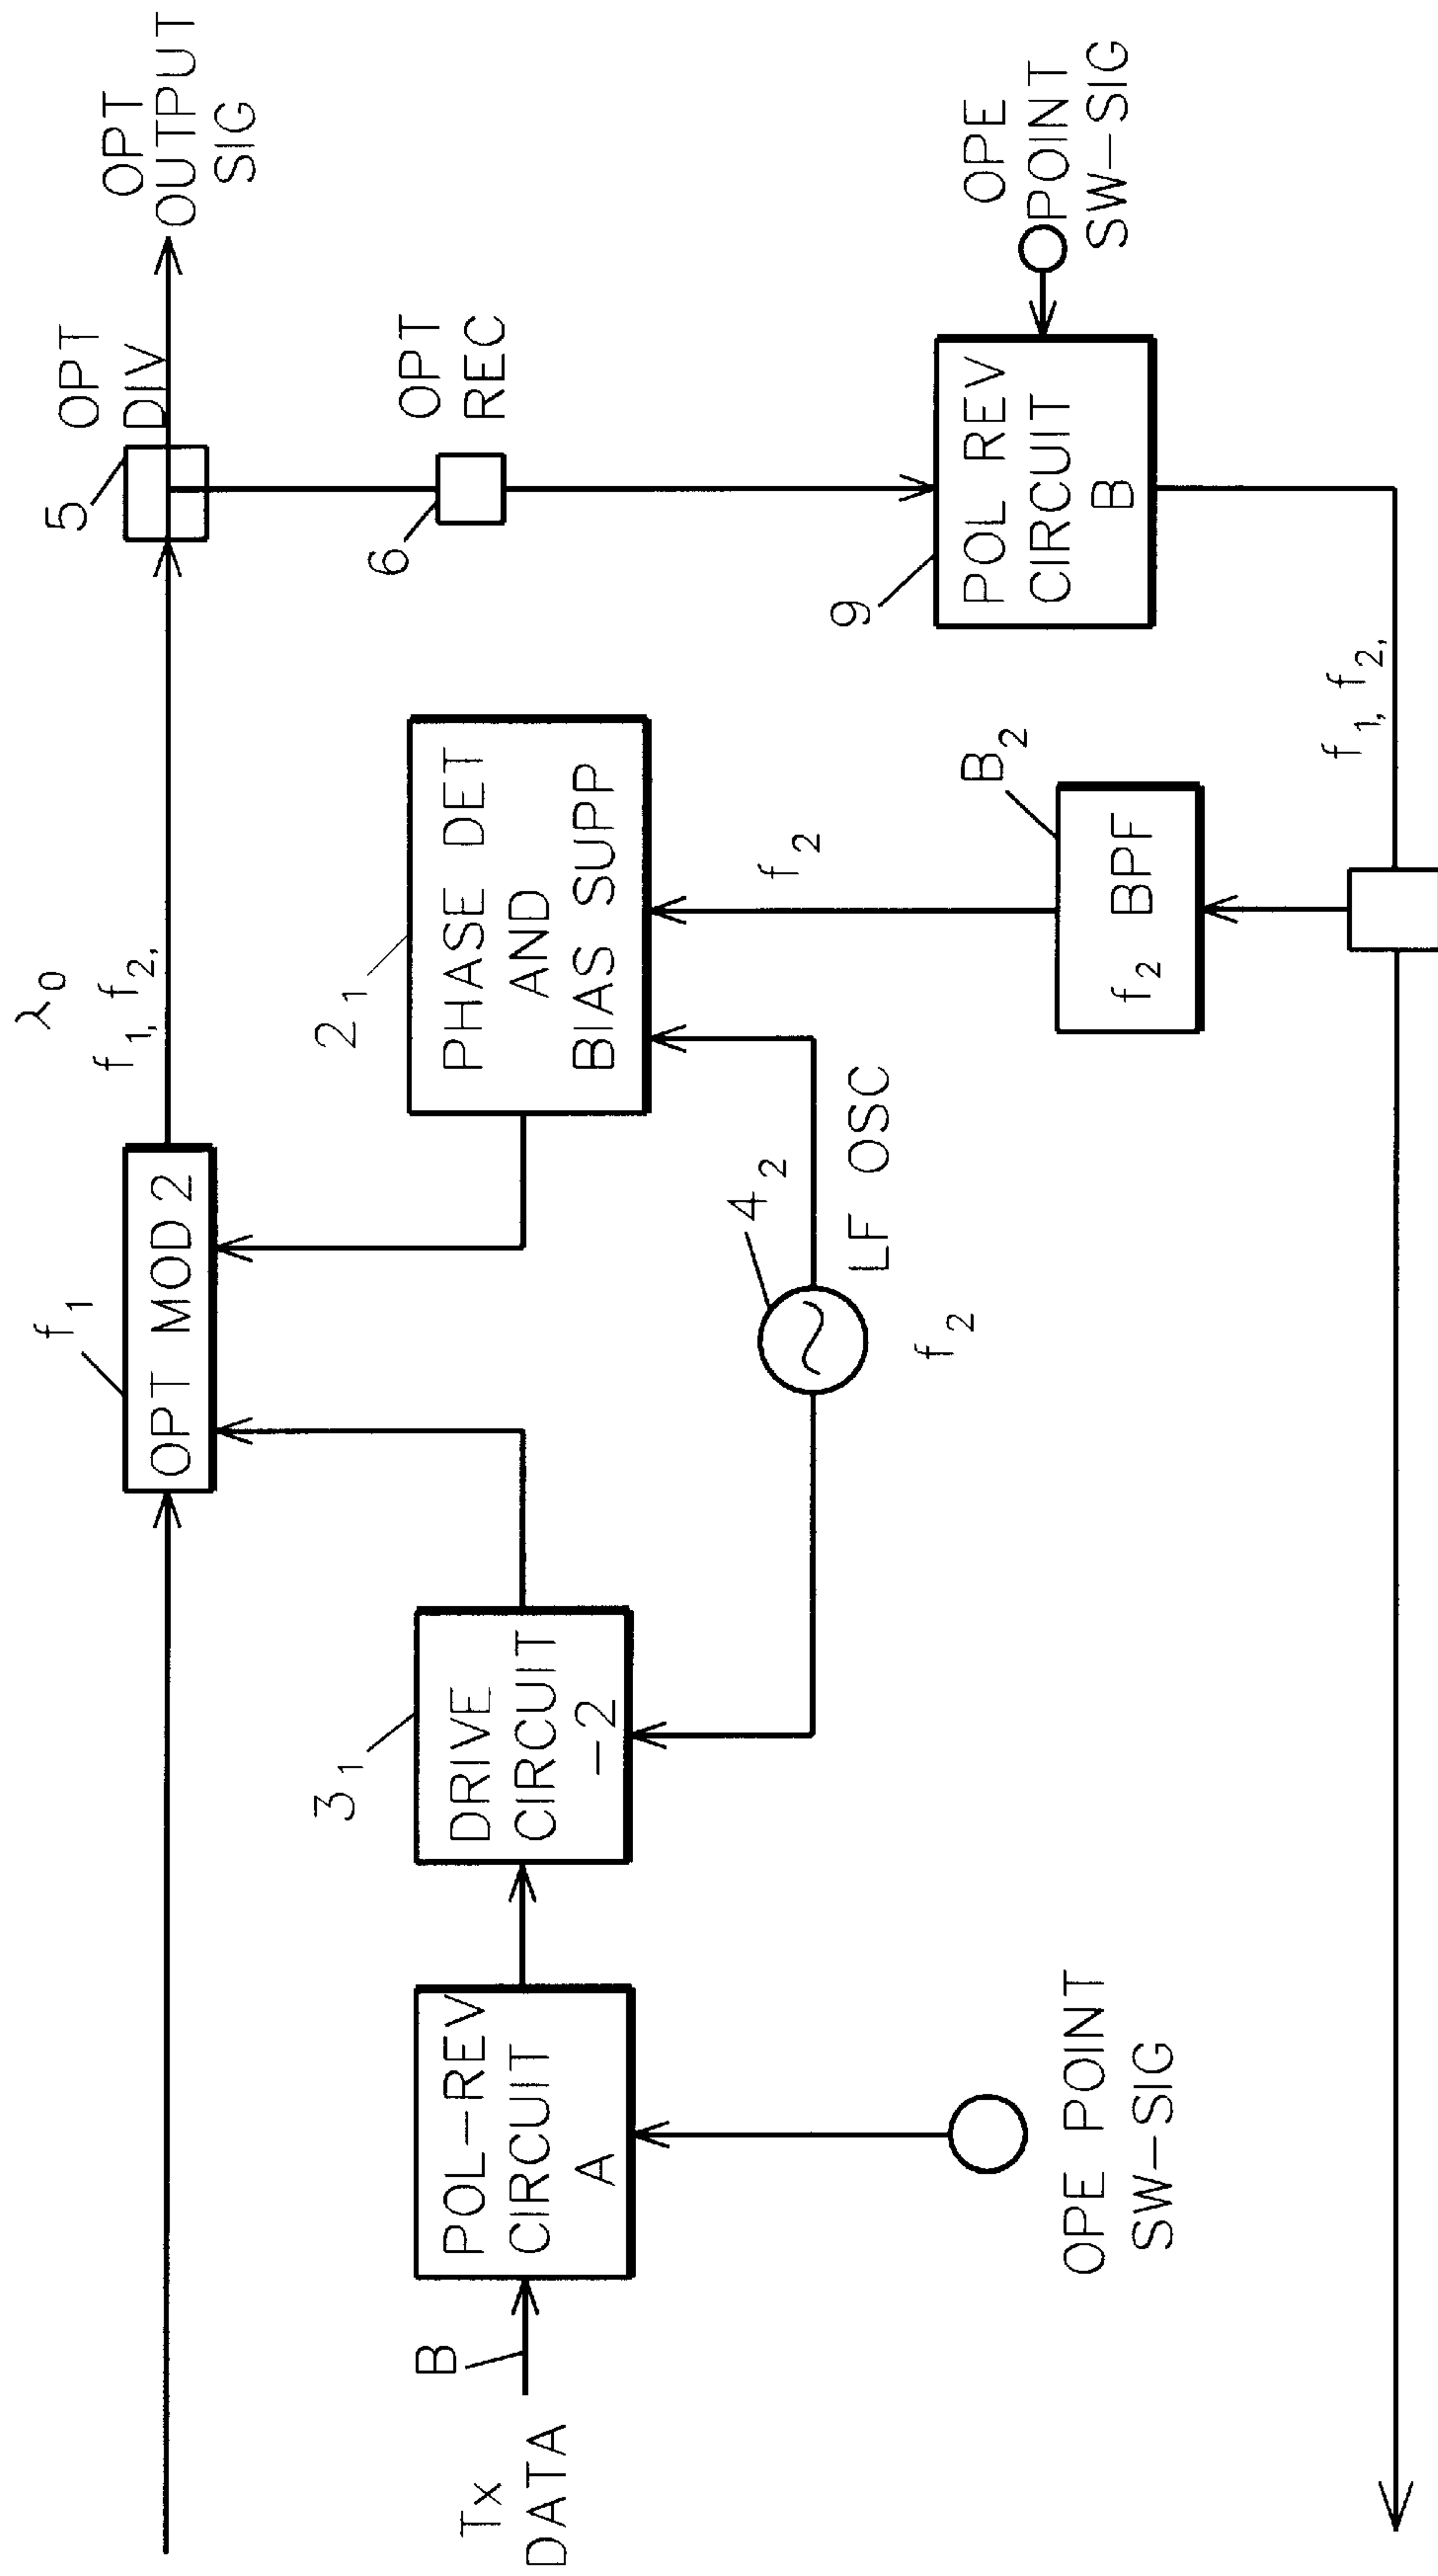 λ0
f1, f2,
f1
OPT MOD 2
5
OPT
DIV
OPT
OUTPUT
SIG
6
OPT
REC
21
PHASE DET
AND
BIAS SUPP
31
DRIVE
CIRCUIT
-2
POL-REV
CIRCUIT
A
B
Tx
DATA
42
LF OSC
f2
f2
OPE POINT
SW-SIG
B2
f2 BPF
9
POL REV
CIRCUIT
B
OPE
POINT
SW-SIG
f1, f2,